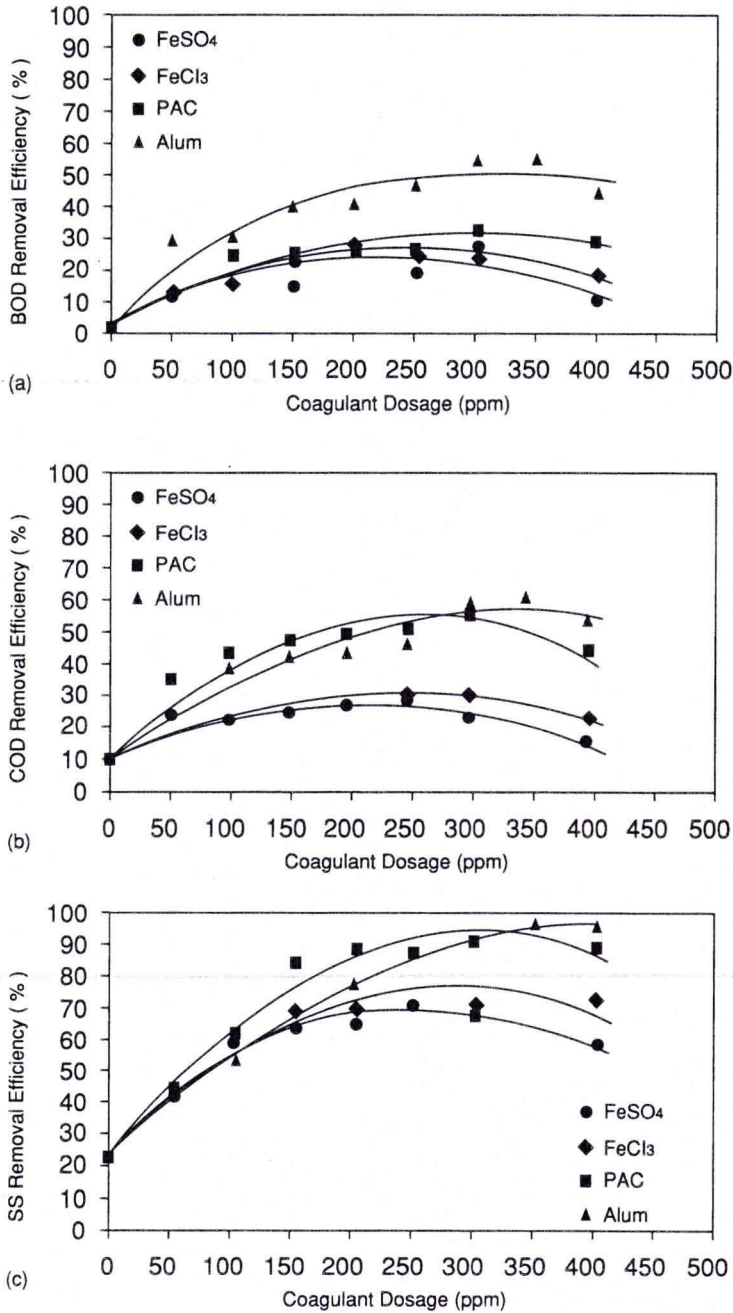 100
90
80
70
60
50
40
30
20
10
0
BOD Removal Efficiency ( % )
FeSO4
FeCl3
PAC
Alum
0 50 100 150 200 250 300 350 400 450 500
(a)
Coagulant Dosage (ppm)
100
90
80
70
60
50
40
30
20
10
0
COD Removal Efficiency ( % )
FeSO4
FeCl3
PAC
Alum
0 50 100 150 200 250 300 350 400 450 500
(b)
Coagulant Dosage (ppm)
100
90
80
70
60
50
40
30
20
10
0
SS Removal Efficiency ( % )
FeSO4
FeCl3
PAC
Alum
0 50 100 150 200 250 300 350 400 450 500
(c)
Coagulant Dosage (ppm)